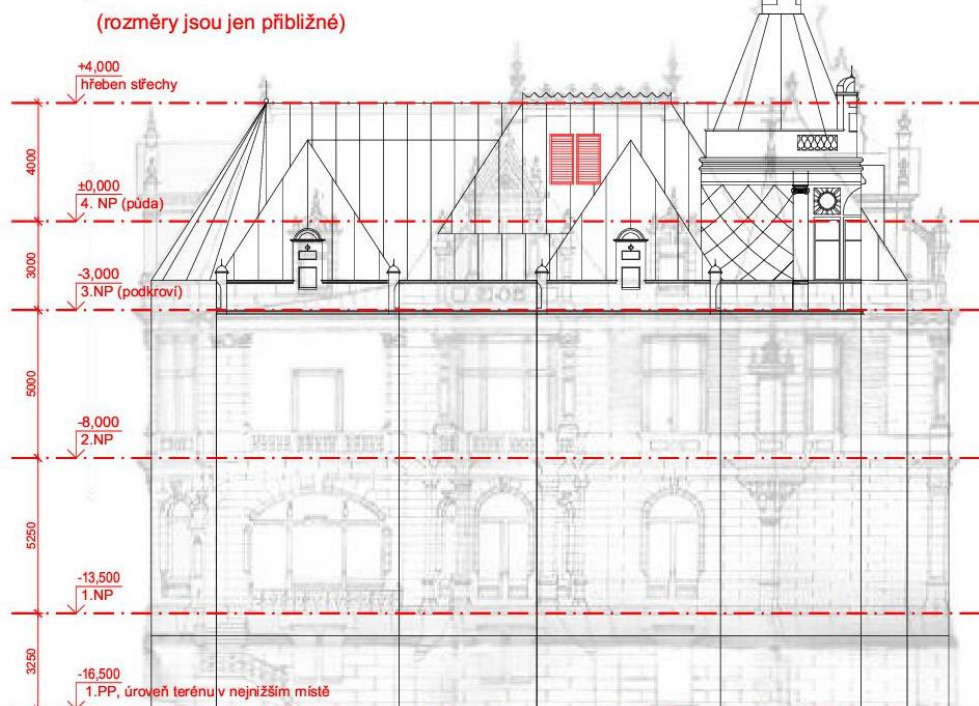 (rozměry jsou jen přibližné)
+4,000
hřeben střechy
4000
±0,000
4. NP (půda)
3000
-3,000
3.NP (podkroví)
5000
-8,000
2.NP
5250
-13,500
1.NP
3250
-16,500
1.PP, úroveň terénu v nejnižším místě